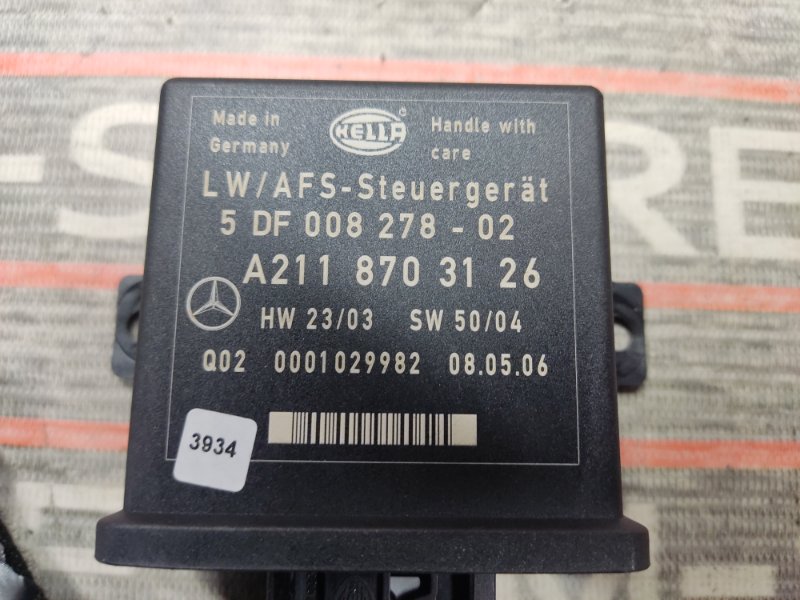 Made in
Germany
HELLA
®
Handle with
care
LW/AFS-Steuergerät
5 DF 008 278 - 02
A211 870 31 26
HW 23/03 SW 50/04
Q02 0001029982 08.05.06
3934